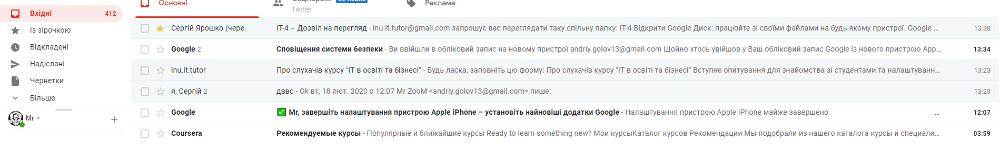 Основні
Соцмережі
Twitter
Реклама
Вхідні 412
Із зірочкою
Відкладені
Надіслані
Чернетки
Більше
Mr
Сергій Ярошко (чере. ІТ-4 – Дозвіл на перегляд - lnu.it.tutor@gmail.com запрошує вас переглядати таку спільну папку: ІТ-4 Відкрити Google Диск: працюйте зі своїми файлами на будь-якому пристрої. Google ... 13:38
Google 2 Сповіщення системи безпеки - Ви ввійшли в обліковий запис на новому пристрої andriy.golov13@gmail.com Щойно хтось увійшов у Ваш обліковий запис Google із нового пристрою App... 13:34
lnu.it.tutor Про слухачів курсу "ІТ в освіті та бізнесі" - Будь ласка, заповніть цю форму: Про слухачів курсу "ІТ в освіті та бізнесі" Вступне опитування для знайомства зі студентами та налаштуванн... 13:23
я, Сергій 2 дввс - Ok вт, 18 лют. 2020 о 12:07 Mr ZooM <andriy.golov13@gmail.com> пише: 13:23
Google ✅ Mr, завершіть налаштування пристрою Apple iPhone – установіть найновіші додатки Google - Налаштування пристрою Apple iPhone майже завершено ... 12:07
Coursera Рекомендуемые курсы - Популярные и ближайшие курсы Ready to learn something new? Мои курсыКаталог курсов Рекомендации Мы подобрали из нашего каталога курсы и специали... 03:59